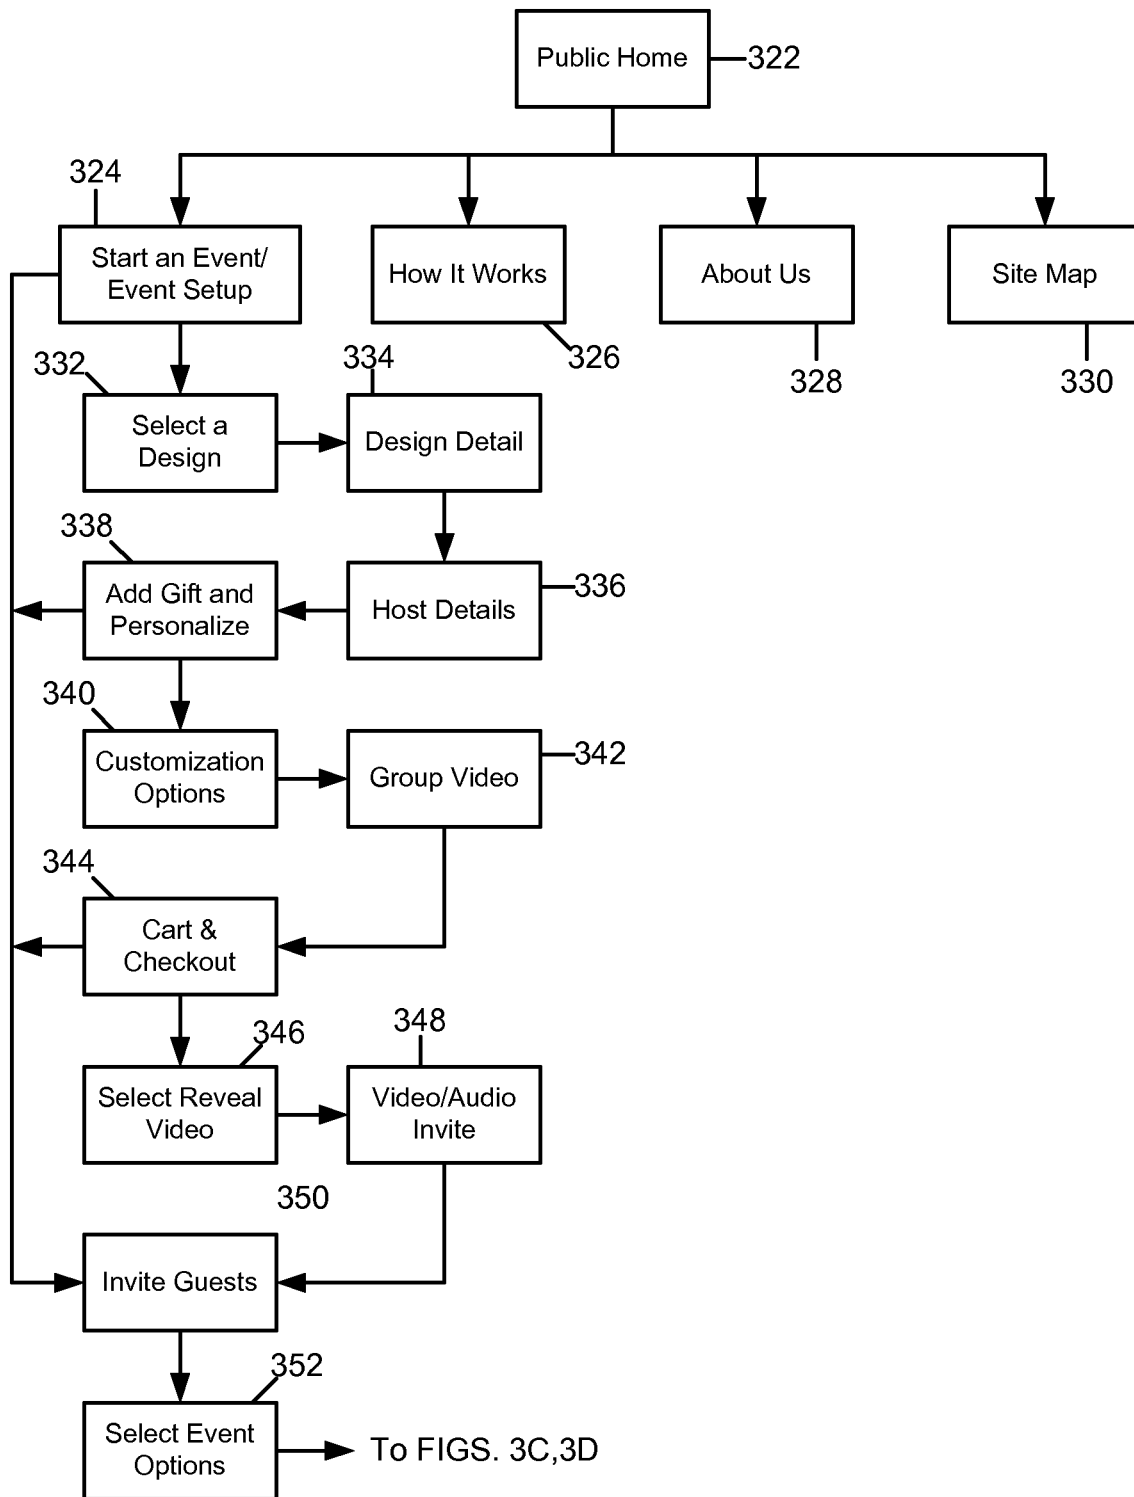 Public Home
322
324
Start an Event/
Event Setup
How It Works
About Us
Site Map
326
328
330
332
334
Select a
Design
Design Detail
338
Add Gift and
Personalize
Host Details
336
340
Customization
Options
Group Video
342
344
Cart &
Checkout
346
348
Select Reveal
Video
Video/Audio
Invite
350
Invite Guests
352
Select Event
Options
To FIGS. 3C,3D